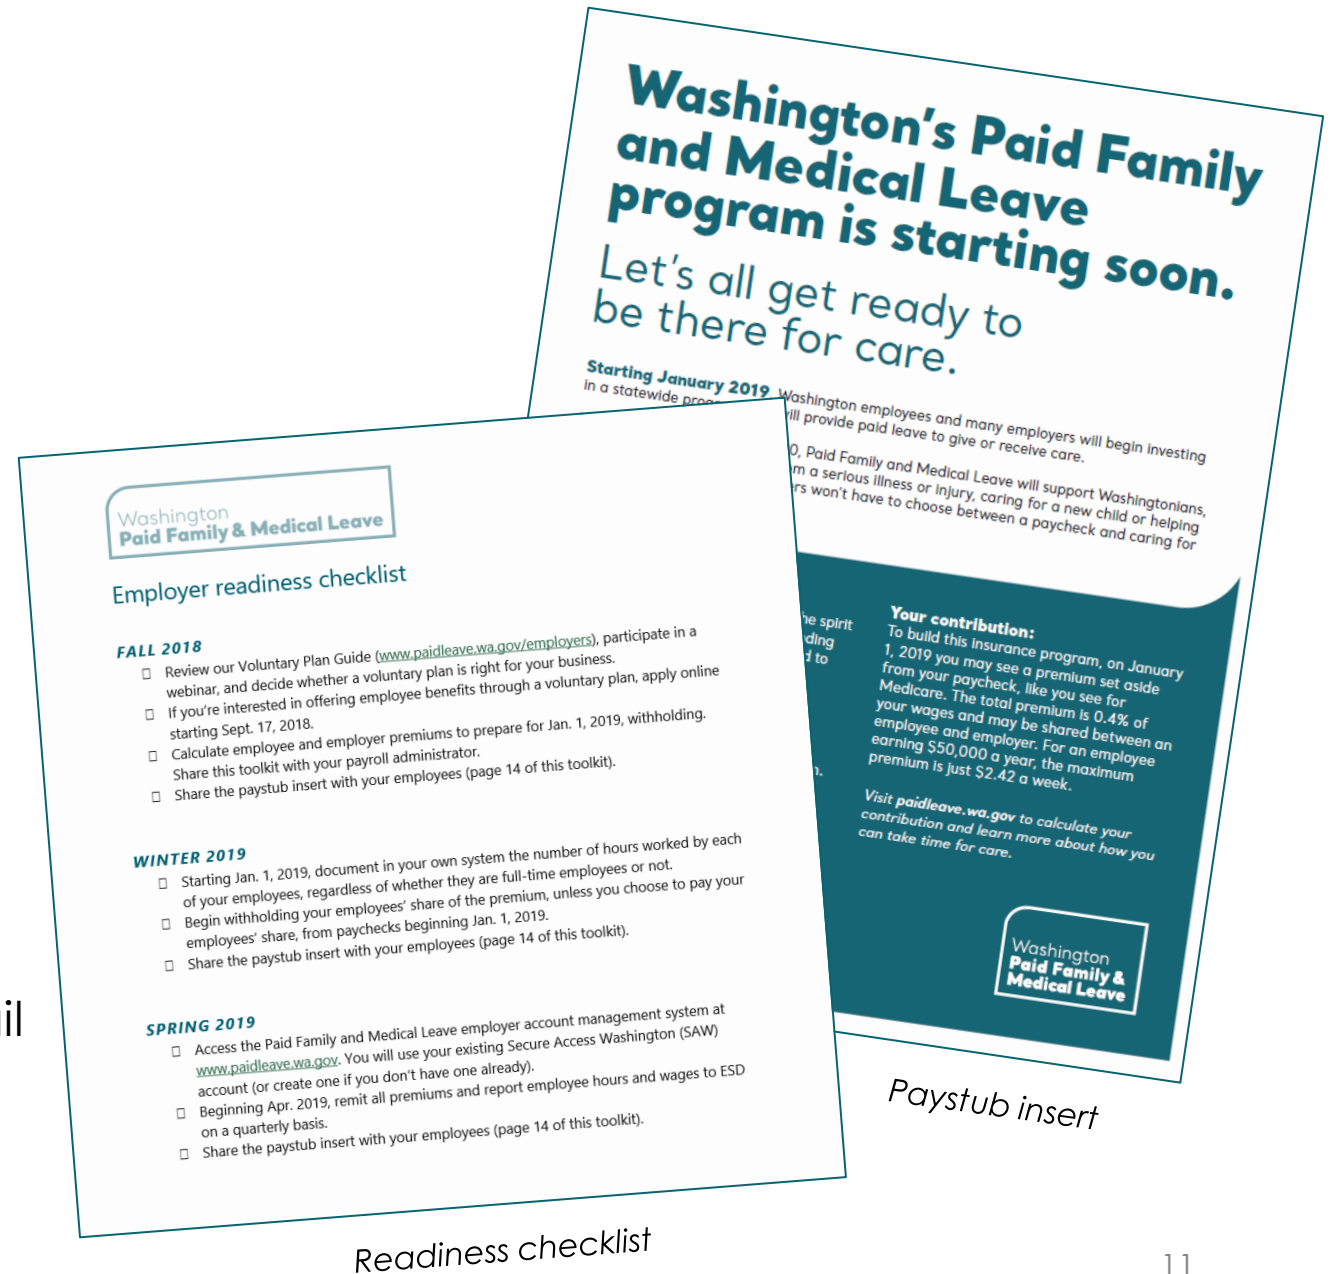 Washington's Paid Family
and Medical Leave
program is starting soon.
Let's all get ready to
be there for care.
Starting January 2019, Washington employees and many employers will begin investing
in a statewide will provide paid leave to give or receive care.
0, Paid Family and Medical Leave will support Washingtonians,
a serious illness or injury, caring for a new child or helping
won't have to choose between a paycheck and caring for
spirit
to
Your contribution:
To build this insurance program, on January
1, 2019 you may see a premium set aside
from your paycheck, like you see for
Medicare. The total premium is 0.4% of
your wages and may be shared between an
employee and employer. For an employee
earning $50,000 a year, the maximum
premium is just $2.42 a week.
Visit paidleave.wa.gov to calculate your
contribution and learn more about how you
can take time for care.
Washington
Paid Family &
Medical Leave
Paystub insert
Washington
Paid Family & Medical Leave
Employer readiness checklist
FALL 2018
Review our Voluntary Plan Guide (www.paidleave.wa.gov/employers), participate in a
webinar, and decide whether a voluntary plan is right for your business.
If you're interested in offering employee benefits through a voluntary plan, apply online
starting Sept. 17, 2018.
Calculate employee and employer premiums to prepare for Jan. 1, 2019, withholding.
Share this toolkit with your payroll administrator.
Share the paystub insert with your employees (page 14 of this toolkit).
WINTER 2019
Starting Jan. 1, 2019, document in your own system the number of hours worked by each
of your employees, regardless of whether they are full-time employees or not.
Begin withholding your employees' share of the premium, unless you choose to pay your
employees' share, from paychecks beginning Jan. 1, 2019.
Share the paystub insert with your employees (page 14 of this toolkit).
SPRING 2019
Access the Paid Family and Medical Leave employer account management system at
www.paidleave.wa.gov. You will use your existing Secure Access Washington (SAW)
account (or create one if you don't have one already).
Beginning Apr. 2019, remit all premiums and report employee hours and wages to ESD
on a quarterly basis.
Share the paystub insert with your employees (page 14 of this toolkit).
Readiness checklist
11